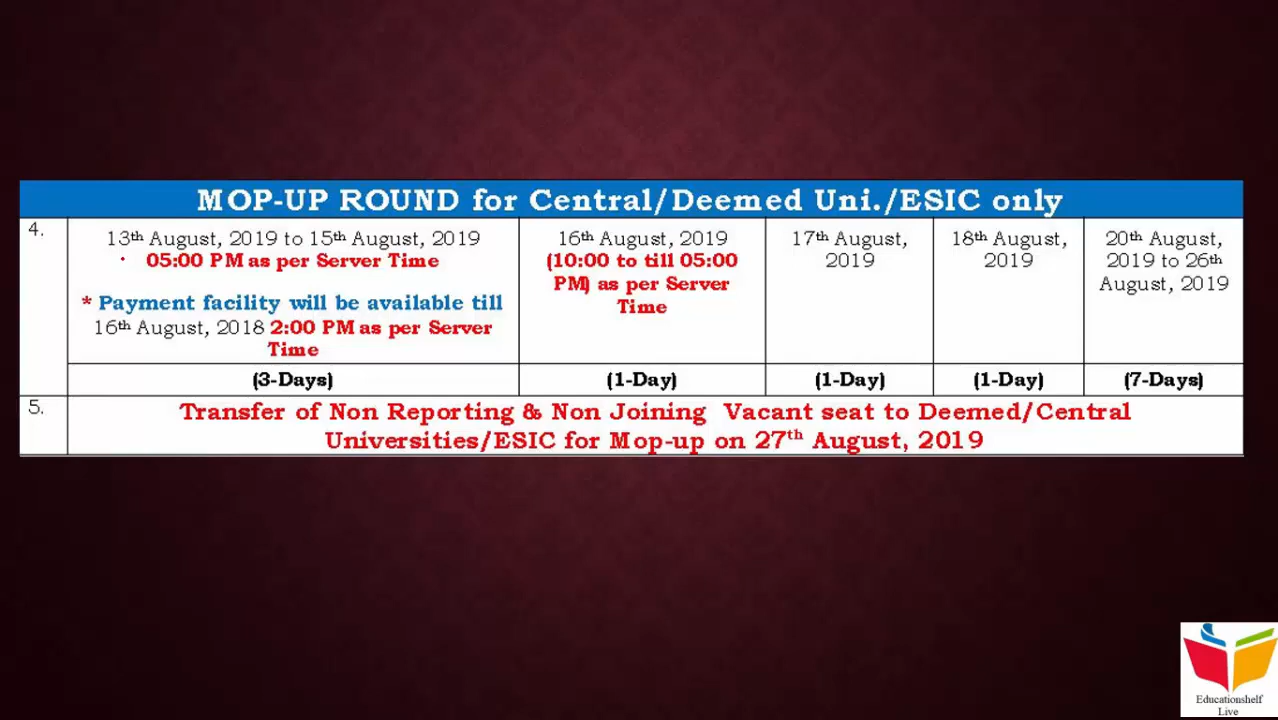 MOP-UP ROUND for Central/Deemed Uni./ESIC only
4.
13th August, 2019 to 15th August, 2019
05:00 PM as per Server Time
* Payment facility will be available till
16th August, 2018 2:00 PM as per Server
Time
16th August, 2019
(10:00 to till 05:00
PM) as per Server
Time
17th August,
2019
18th August,
2019
20th August,
2019 to 26th
August, 2019
(3-Days)
(1-Day)
(1-Day)
(1-Day)
(7-Days)
5.
Transfer of Non Reporting & Non Joining Vacant seat to Deemed/Central
Universities/ESIC for Mop-up on 27th August, 2019
Educationshelf
Live